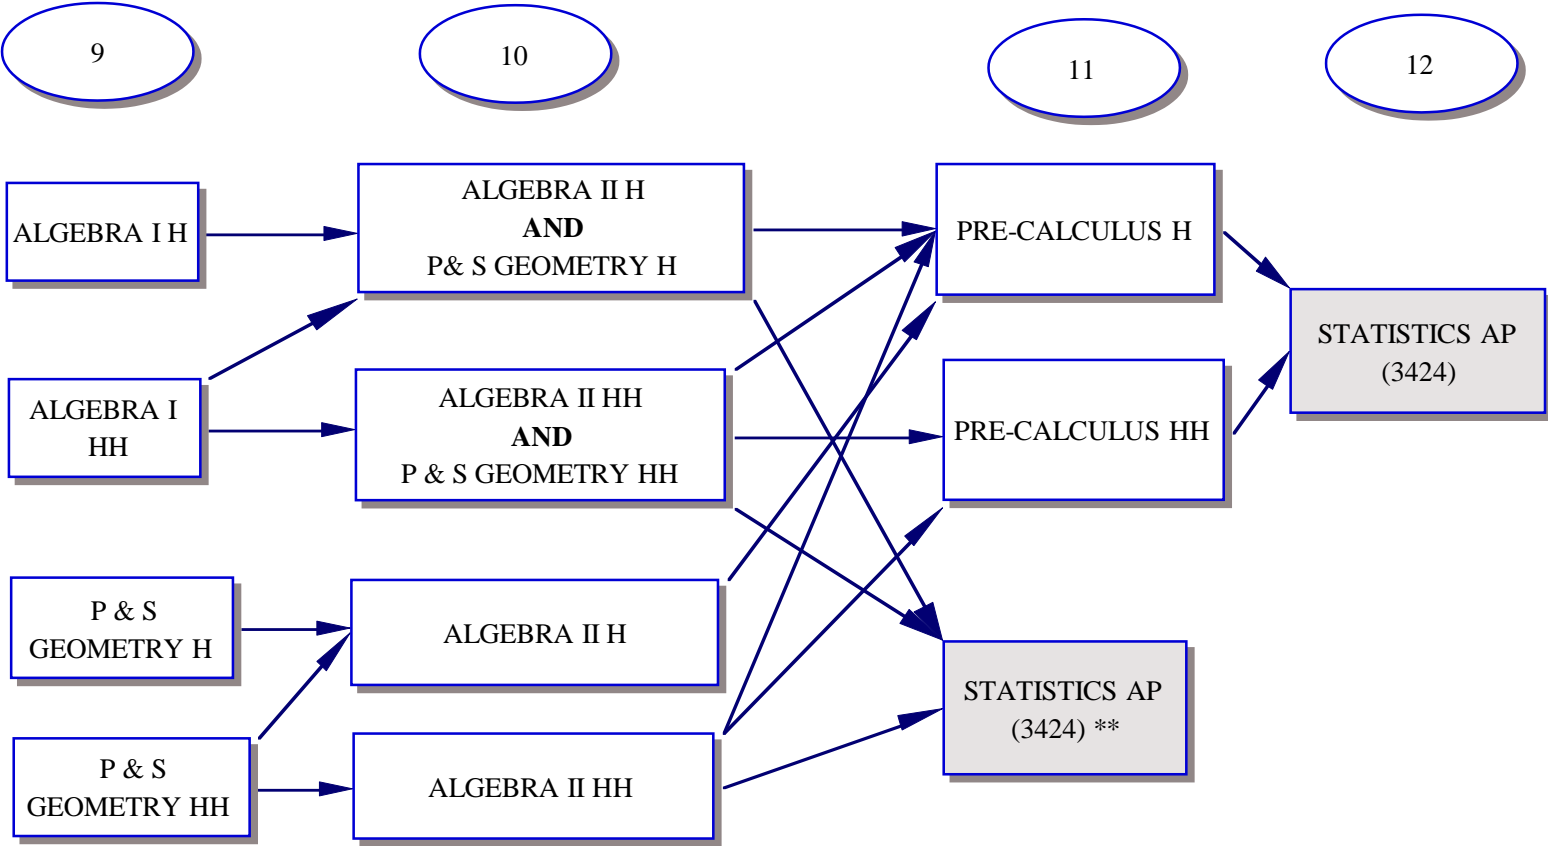 9
10
11
12
ALGEBRA I H
ALGEBRA II H
AND
P& S GEOMETRY H
PRE-CALCULUS H
STATISTICS AP
(3424)
ALGEBRA I
HH
ALGEBRA II HH
AND
P & S GEOMETRY HH
PRE-CALCULUS HH
P & S
GEOMETRY H
ALGEBRA II H
STATISTICS AP
(3424) **
P & S
GEOMETRY HH
ALGEBRA II HH